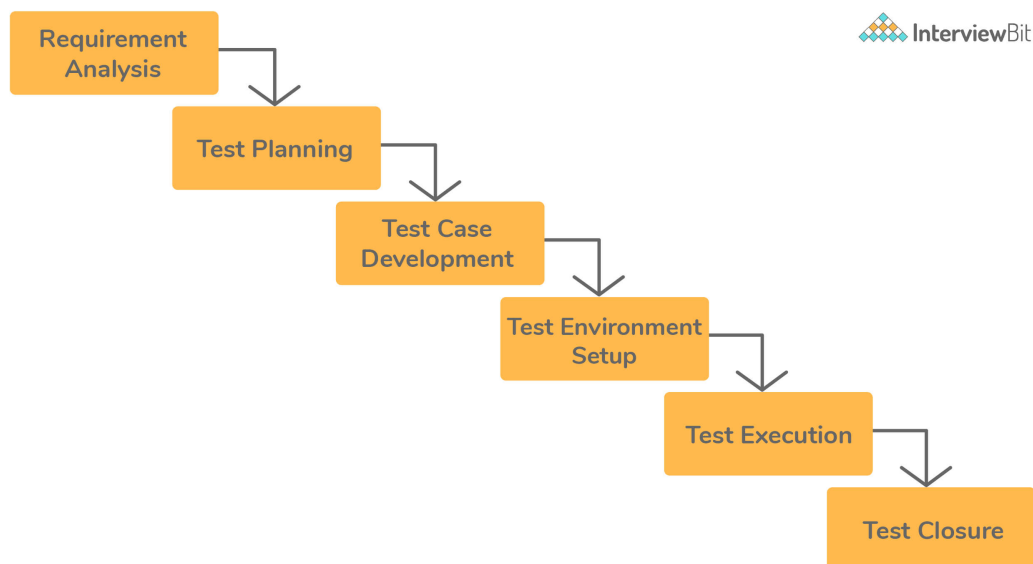 Requirement
Analysis
InterviewBit
Test Planning
Test Case
Development
Test Environment
Setup
Test Execution
Test Closure